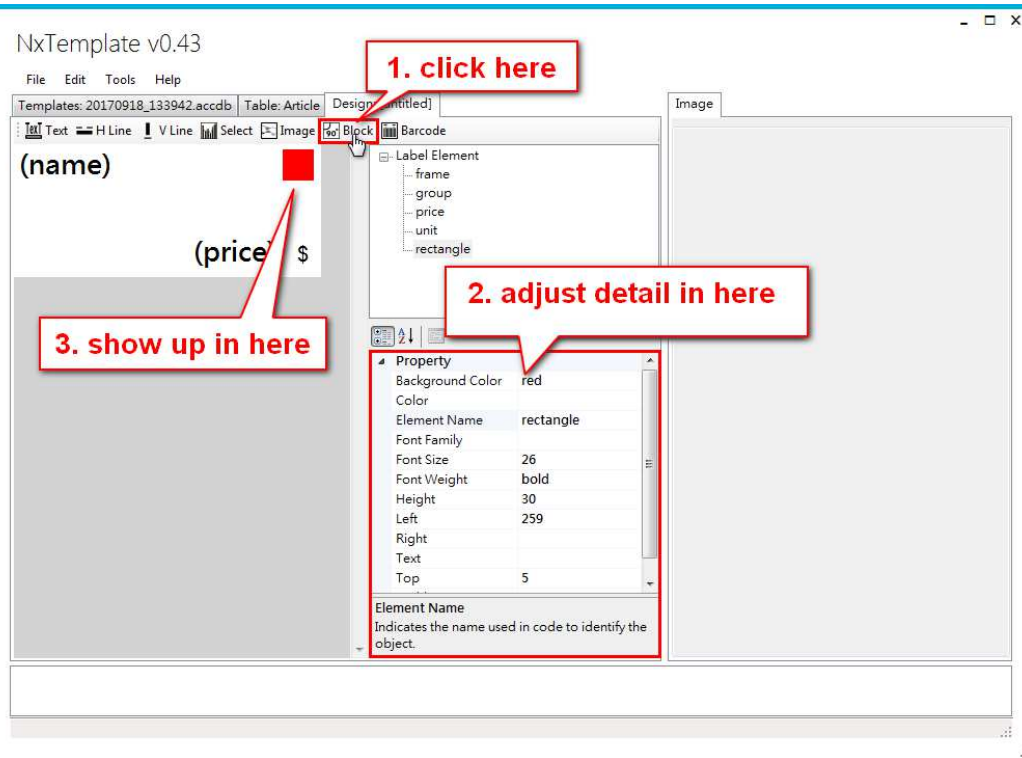 NxTemplate v0.43
1. click here
File Edit Tools Help
Templates: 20170918_133942.accdb Table: Article Design ntitled]
Image
Text H Line V Line Select Image Block Barcode
(name)
Label Element
frame
group
price
unit
rectangle
(price) $
2. adjust detail in here
3. show up in here
Property
Background Color red
Color
Element Name rectangle
Font Family
Font Size 26
Font Weight bold
Height 30
Left 259
Right
Text
Top 5
Element Name
Indicates the name used in code to identify the
object.